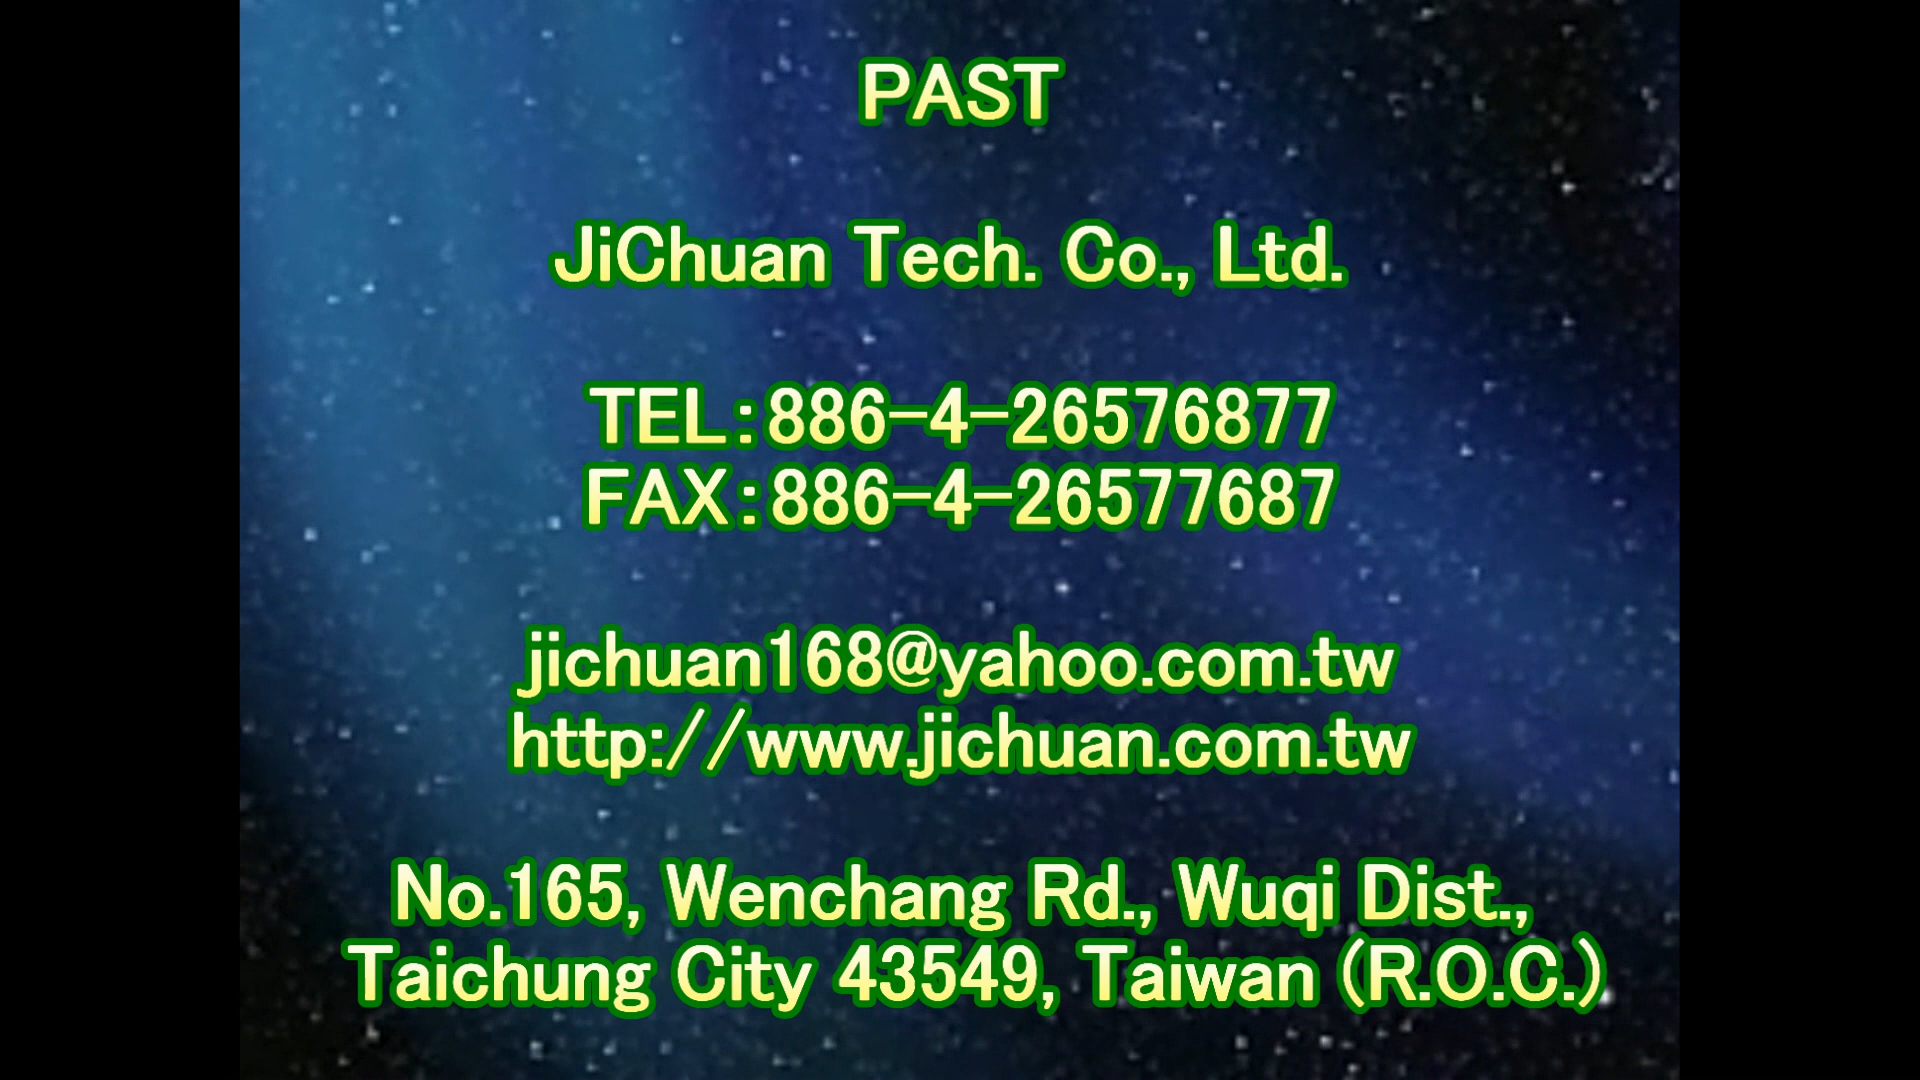 PAST
JiChuan Tech. Co., Ltd.
TEL:886-4-26576877
FAX:886-4-26577687
jichuan168@yahoo.com.tw
http://www.jichuan.com.tw
No.165, Wenchang Rd., Wuqi Dist.,
Taichung City 43549, Taiwan (R.O.C.)